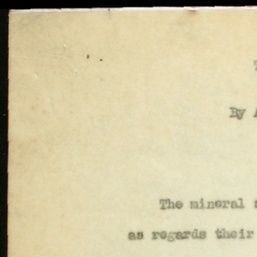 By
The mineral
as regards their